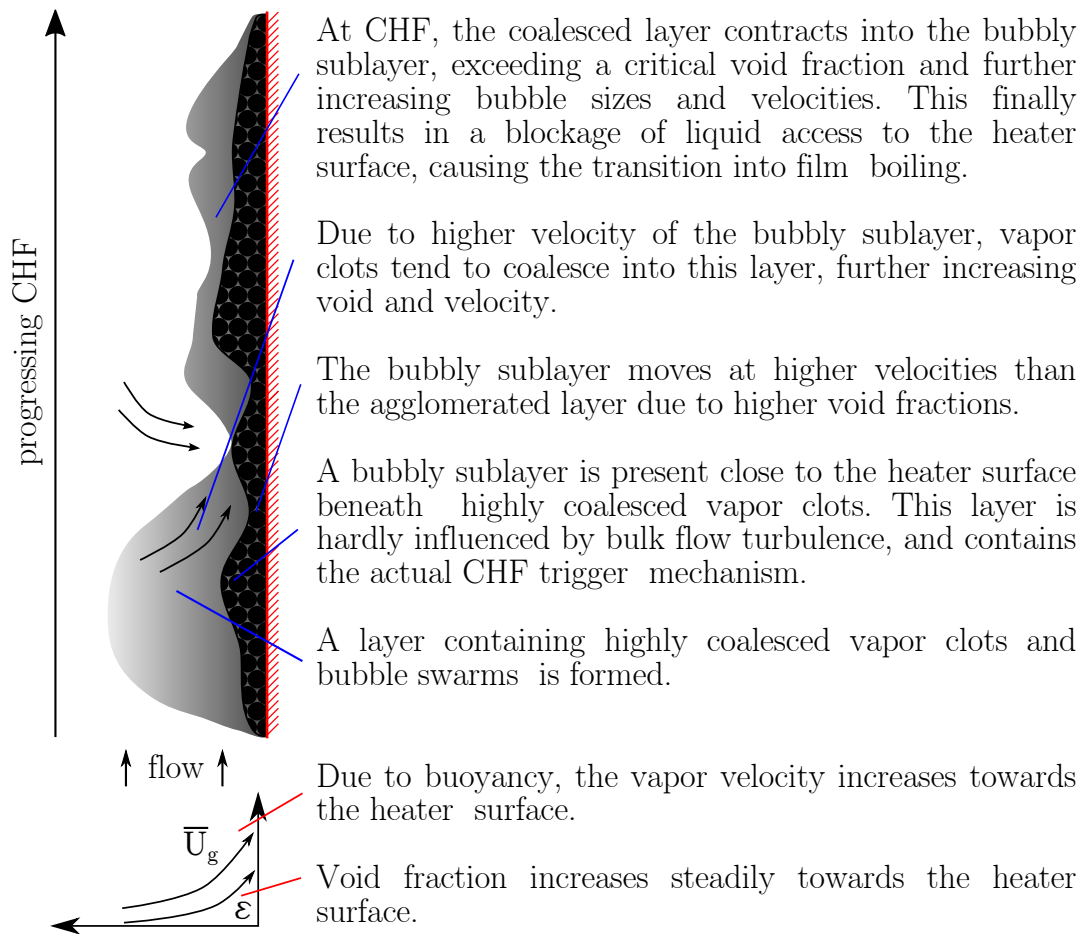 At CHF, the coalesced layer contracts into the bubbly
sublayer, exceeding a critical void fraction and further
increasing bubble sizes and velocities. This finally
results in a blockage of liquid access to the heater
surface, causing the transition into film boiling.
Due to higher velocity of the bubbly sublayer, vapor
clots tend to coalesce into this layer, further increasing
void and velocity.
progressing CHF
The bubbly sublayer moves at higher velocities than
the agglomerated layer due to higher void fractions.
A bubbly sublayer is present close to the heater surface
beneath highly coalesced vapor clots. This layer is
hardly influenced by bulk flow turbulence, and contains
the actual CHF trigger mechanism.
A layer containing highly coalesced vapor clots and
bubble swarms is formed.
flow
Due to buoyancy, the vapor velocity increases towards
the heater surface.
U̅g
Void fraction increases steadily towards the heater
surface.
ε